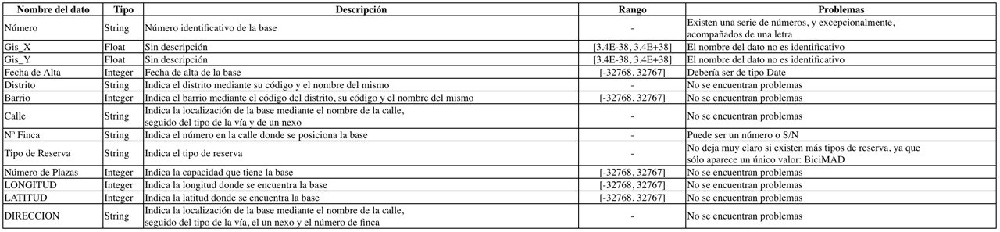 Nombre del dato Tipo Descripción Rango Problemas
Número String Número identificativo de la base - Existen una serie de números, y excepcionalmente,
acompañados de una letra
Gis_X Float Sin descripción [3.4E-38, 3.4E+38] El nombre del dato no es identificativo
Gis_Y Float Sin descripción [3.4E-38, 3.4E+38] El nombre del dato no es identificativo
Fecha de Alta Integer Fecha de alta de la base [-32768, 32767] Debería ser de tipo Date
Distrito String Indica el distrito mediante su código y el nombre del mismo - No se encuentran problemas
Barrio Integer Indica el barrio mediante el código del distrito, su código y el nombre del mismo [-32768, 32767] No se encuentran problemas
Calle String Indica la localización de la base mediante el nombre de la calle,
seguido del tipo de la vía y de un nexo - No se encuentran problemas
Nº Finca String Indica el número en la calle donde se posiciona la base - Puede ser un número o S/N
Tipo de Reserva String Indica el tipo de reserva - No deja muy claro si existen más tipos de reserva, ya que
sólo aparece un único valor: BiciMAD
Número de Plazas Integer Indica la capacidad que tiene la base [-32768, 32767] No se encuentran problemas
LONGITUD Integer Indica la longitud donde se encuentra la base [-32768, 32767] No se encuentran problemas
LATITUD Integer Indica la latitud donde se encuentra la base [-32768, 32767] No se encuentran problemas
DIRECCION String Indica la localización de la base mediante el nombre de la calle,
seguido del tipo de la vía, el un nexo y el número de finca - No se encuentran problemas